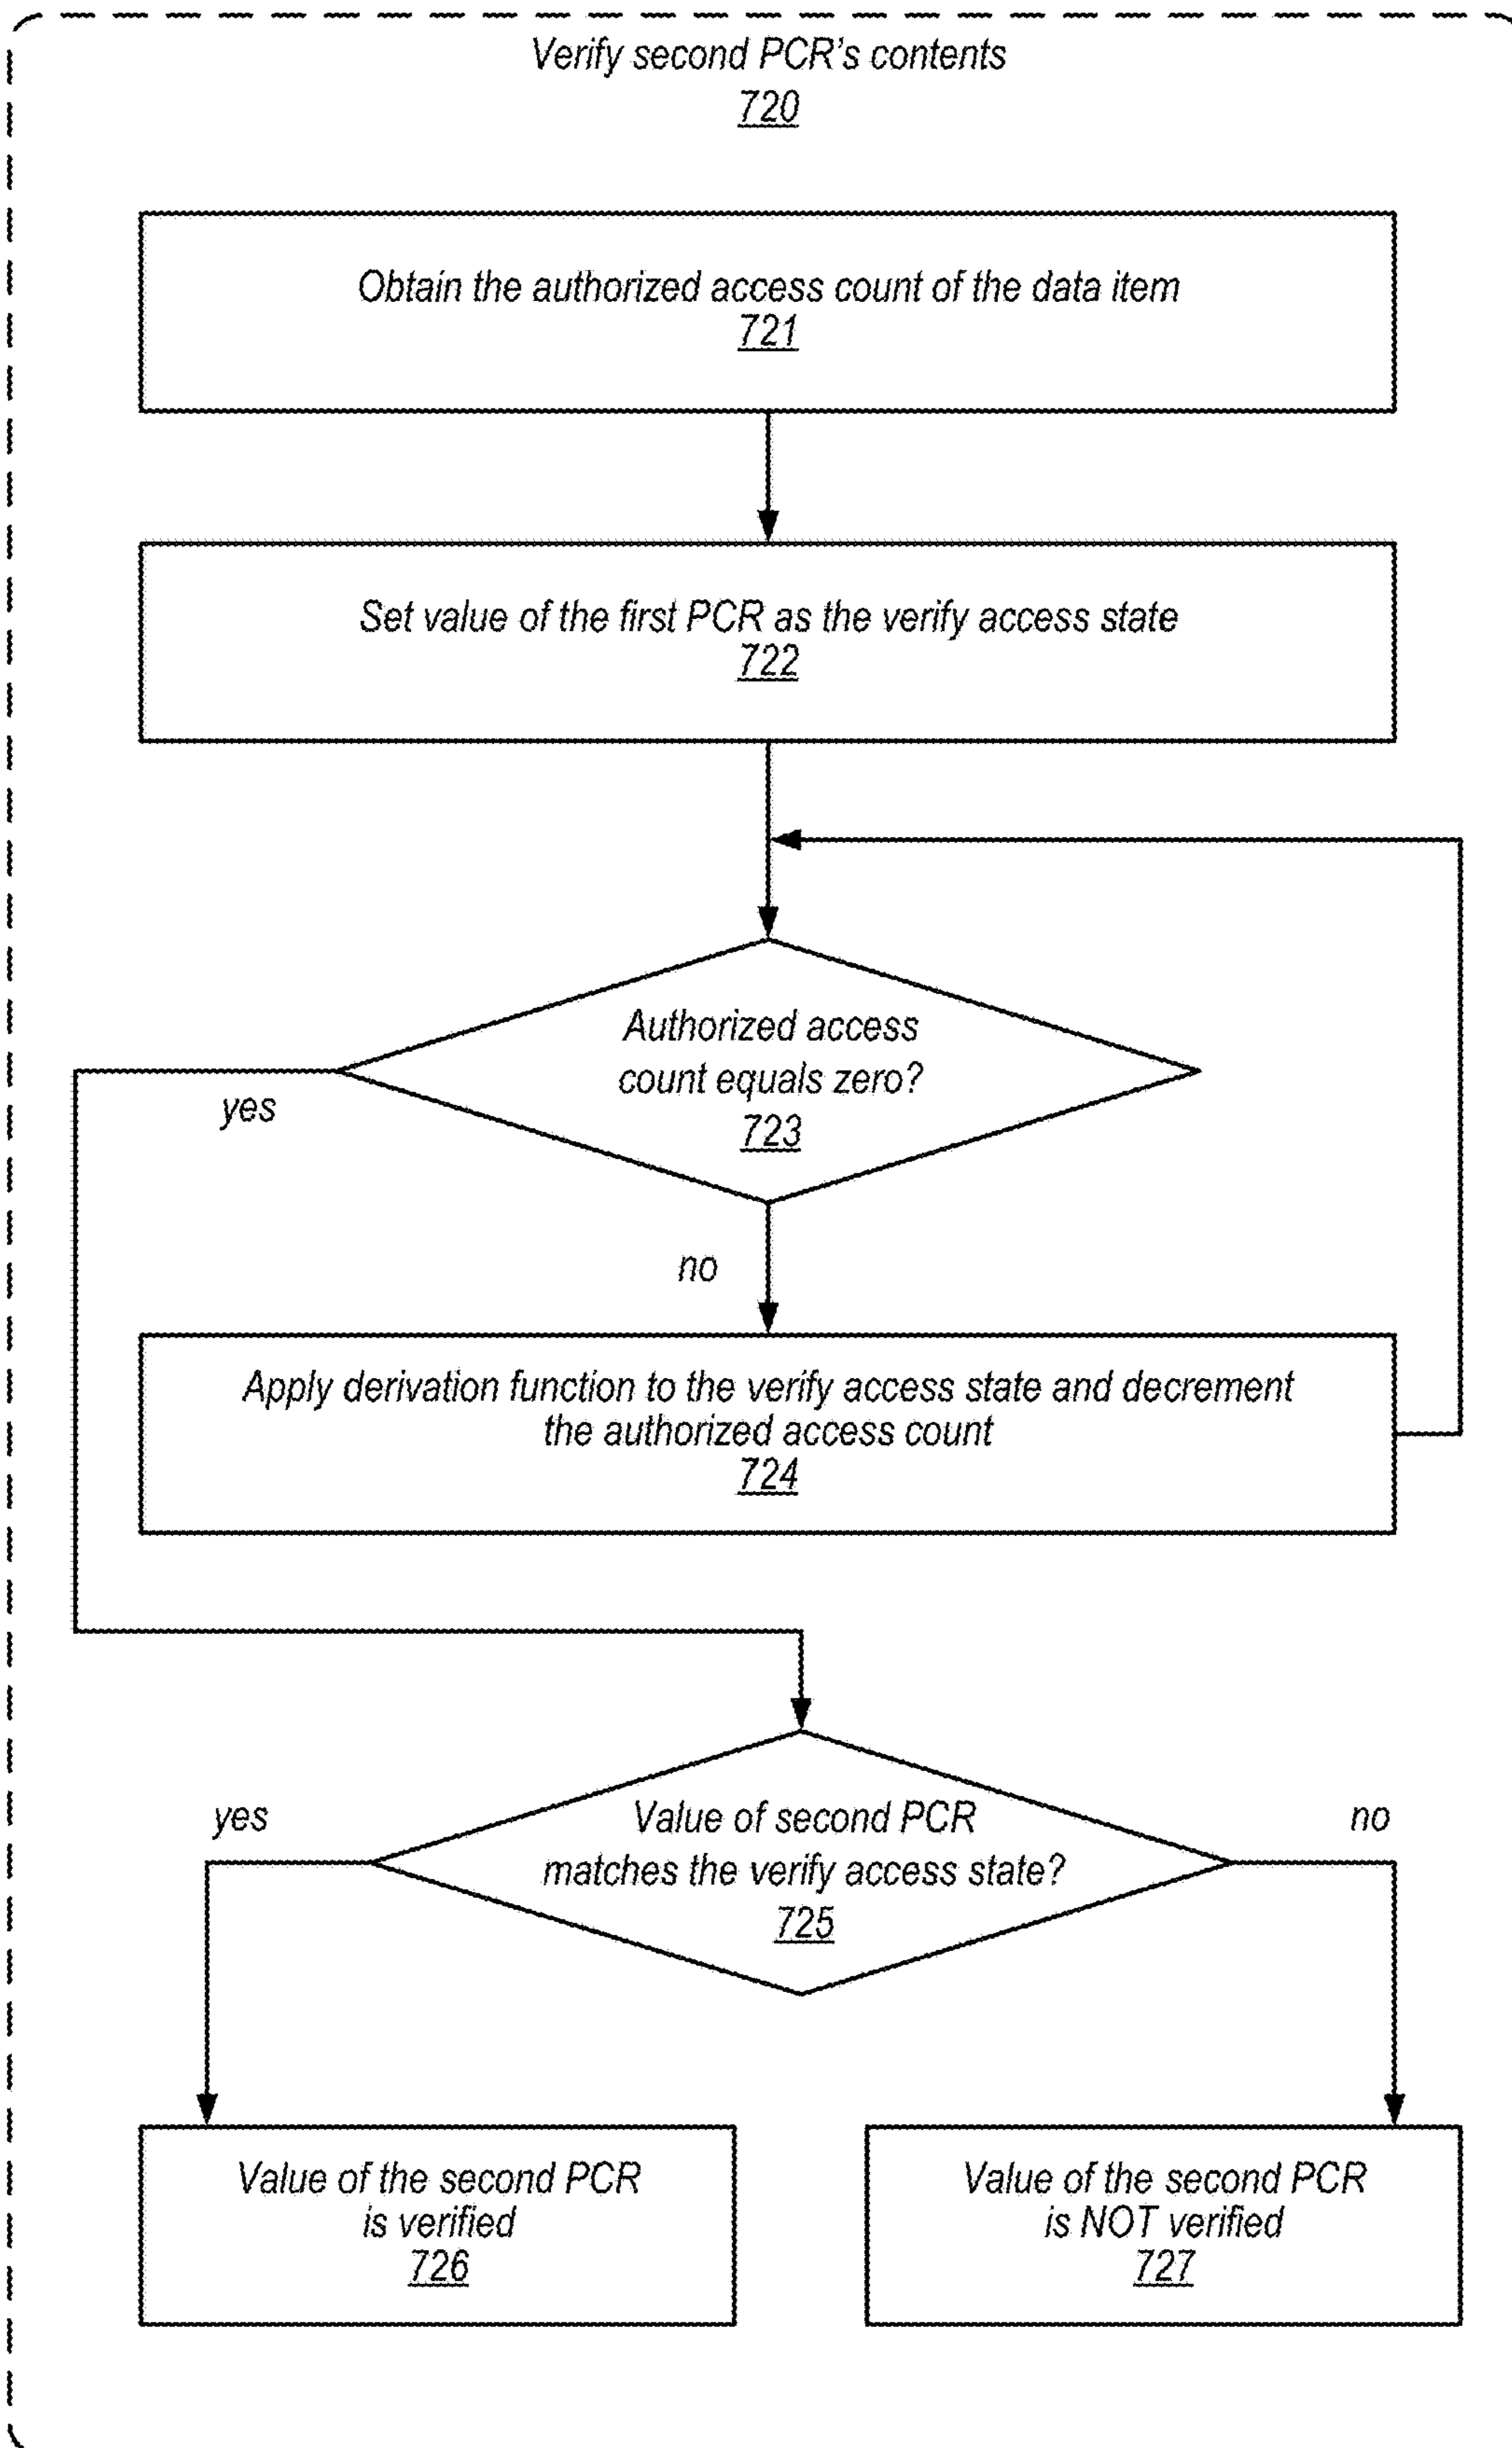 Verify second PCR's contents
720
Obtain the authorized access count of the data item
721
Set value of the first PCR as the verify access state
722
Authorized access
count equals zero?
723
yes
no
Apply derivation function to the verify access state and decrement
the authorized access count
724
Value of second PCR
matches the verify access state?
725
yes
no
Value of the second PCR
is verified
726
Value of the second PCR
is NOT verified
727